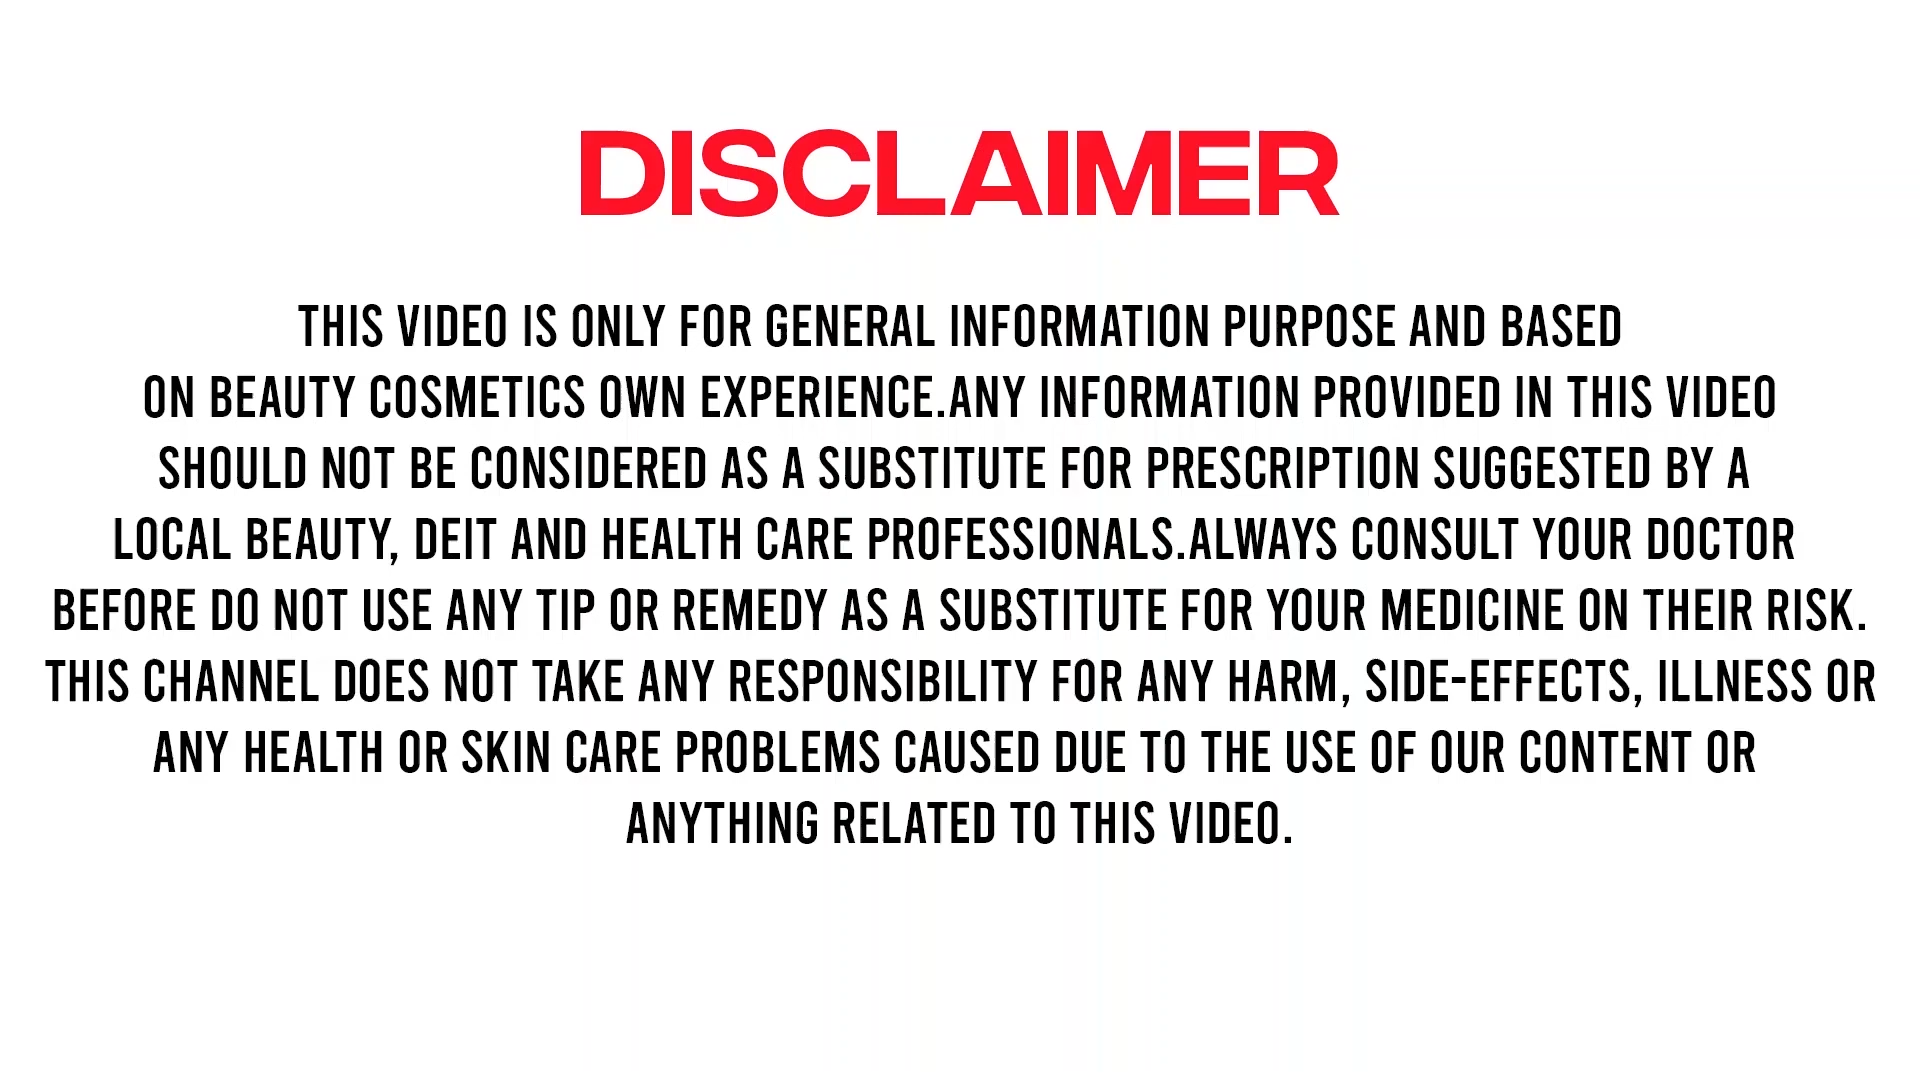 DISCLAIMER
THIS VIDEO IS ONLY FOR GENERAL INFORMATION PURPOSE AND BASED
ON BEAUTY COSMETICS OWN EXPERIENCE.ANY INFORMATION PROVIDED IN THIS VIDEO
SHOULD NOT BE CONSIDERED AS A SUBSTITUTE FOR PRESCRIPTION SUGGESTED BY A
LOCAL BEAUTY, DEIT AND HEALTH CARE PROFESSIONALS.ALWAYS CONSULT YOUR DOCTOR
BEFORE DO NOT USE ANY TIP OR REMEDY AS A SUBSTITUTE FOR YOUR MEDICINE ON THEIR RISK.
THIS CHANNEL DOES NOT TAKE ANY RESPONSIBILITY FOR ANY HARM, SIDE-EFFECTS, ILLNESS OR
ANY HEALTH OR SKIN CARE PROBLEMS CAUSED DUE TO THE USE OF OUR CONTENT OR
ANYTHING RELATED TO THIS VIDEO.